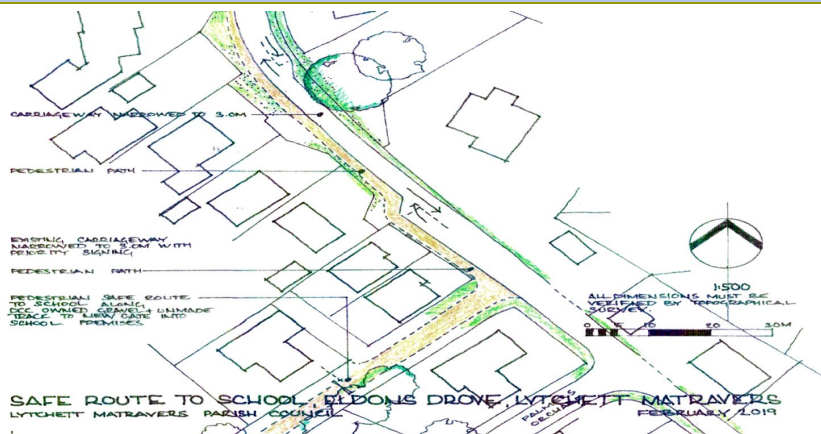 CARRIAGEWAY NARROWED TO 3.0M
PEDESTRIAN PATH
EXISTING CARRIAGEWAY
NARROWED TO 3.0M WITH
PRIORITY SIGNING
PEDESTRIAN PATH
PEDESTRIAN SAFE ROUTE
TO SCHOOL ALONG
DCC OWNED GRAVEL + UNMADE
TRACK TO NEW GATE INTO
SCHOOL PREMISES
1:500
ALL DIMENSIONS MUST BE
VERIFIED BY TOPOGRAPHICAL
SURVEY
0 5 10 20 30M
PALMERS
ORCHARD
SAFE ROUTE TO SCHOOL, ELDONS DROVE, LYTCHETT MATRAVERS
LYTCHETT MATRAVERS PARISH COUNCIL
FEBRUARY 2019